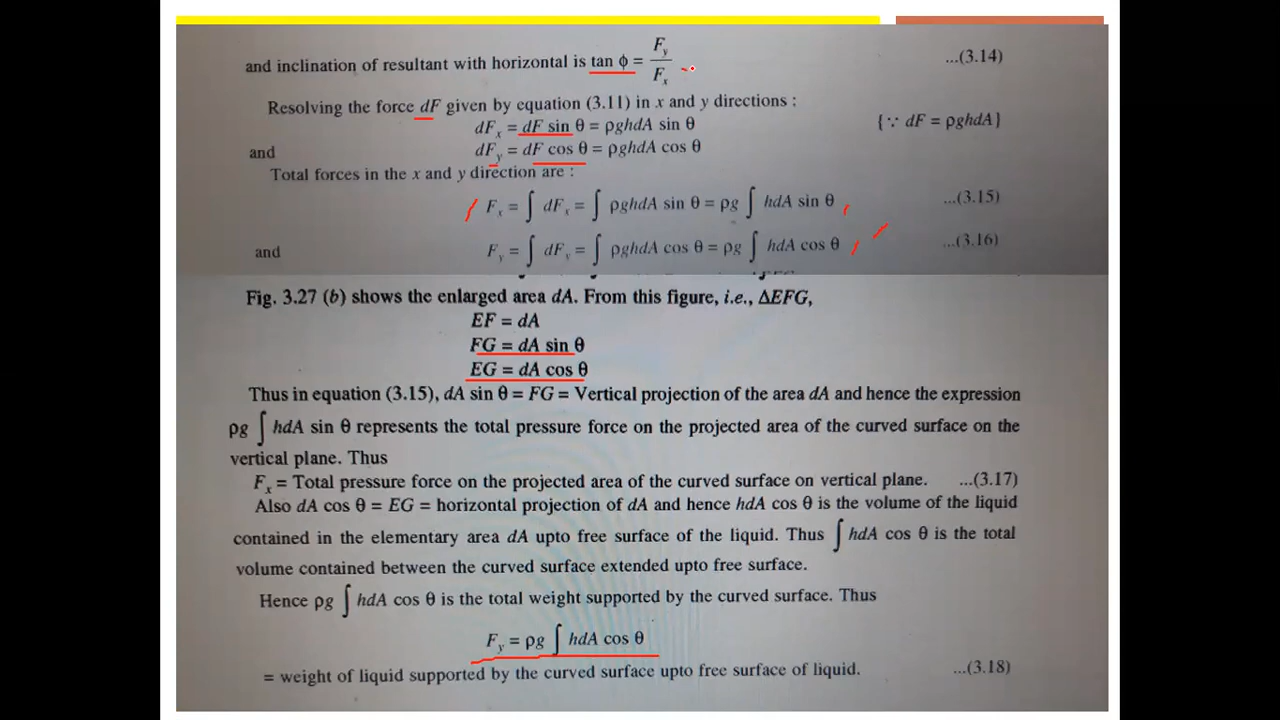 and inclination of resultant with horizontal is tan ϕ = F_y / F_x ...(3.14)
Resolving the force dF given by equation (3.11) in x and y directions :
dF_x = dF sin θ = ρghdA sin θ {∵ dF = ρghdA}
and dF_y = dF cos θ = ρghdA cos θ
Total forces in the x and y direction are :
F_x = ∫ dF_x = ∫ ρghdA sin θ = ρg ∫ hdA sin θ ...(3.15)
and F_y = ∫ dF_y = ∫ ρghdA cos θ = ρg ∫ hdA cos θ ...(3.16)
Fig. 3.27 (b) shows the enlarged area dA. From this figure, i.e., ΔEFG,
EF = dA
FG = dA sin θ
EG = dA cos θ
Thus in equation (3.15), dA sin θ = FG = Vertical projection of the area dA and hence the expression
ρg ∫ hdA sin θ represents the total pressure force on the projected area of the curved surface on the
vertical plane. Thus
F_x = Total pressure force on the projected area of the curved surface on vertical plane. ...(3.17)
Also dA cos θ = EG = horizontal projection of dA and hence hdA cos θ is the volume of the liquid
contained in the elementary area dA upto free surface of the liquid. Thus ∫ hdA cos θ is the total
volume contained between the curved surface extended upto free surface.
Hence ρg ∫ hdA cos θ is the total weight supported by the curved surface. Thus
F_y = ρg ∫ hdA cos θ
= weight of liquid supported by the curved surface upto free surface of liquid. ...(3.18)